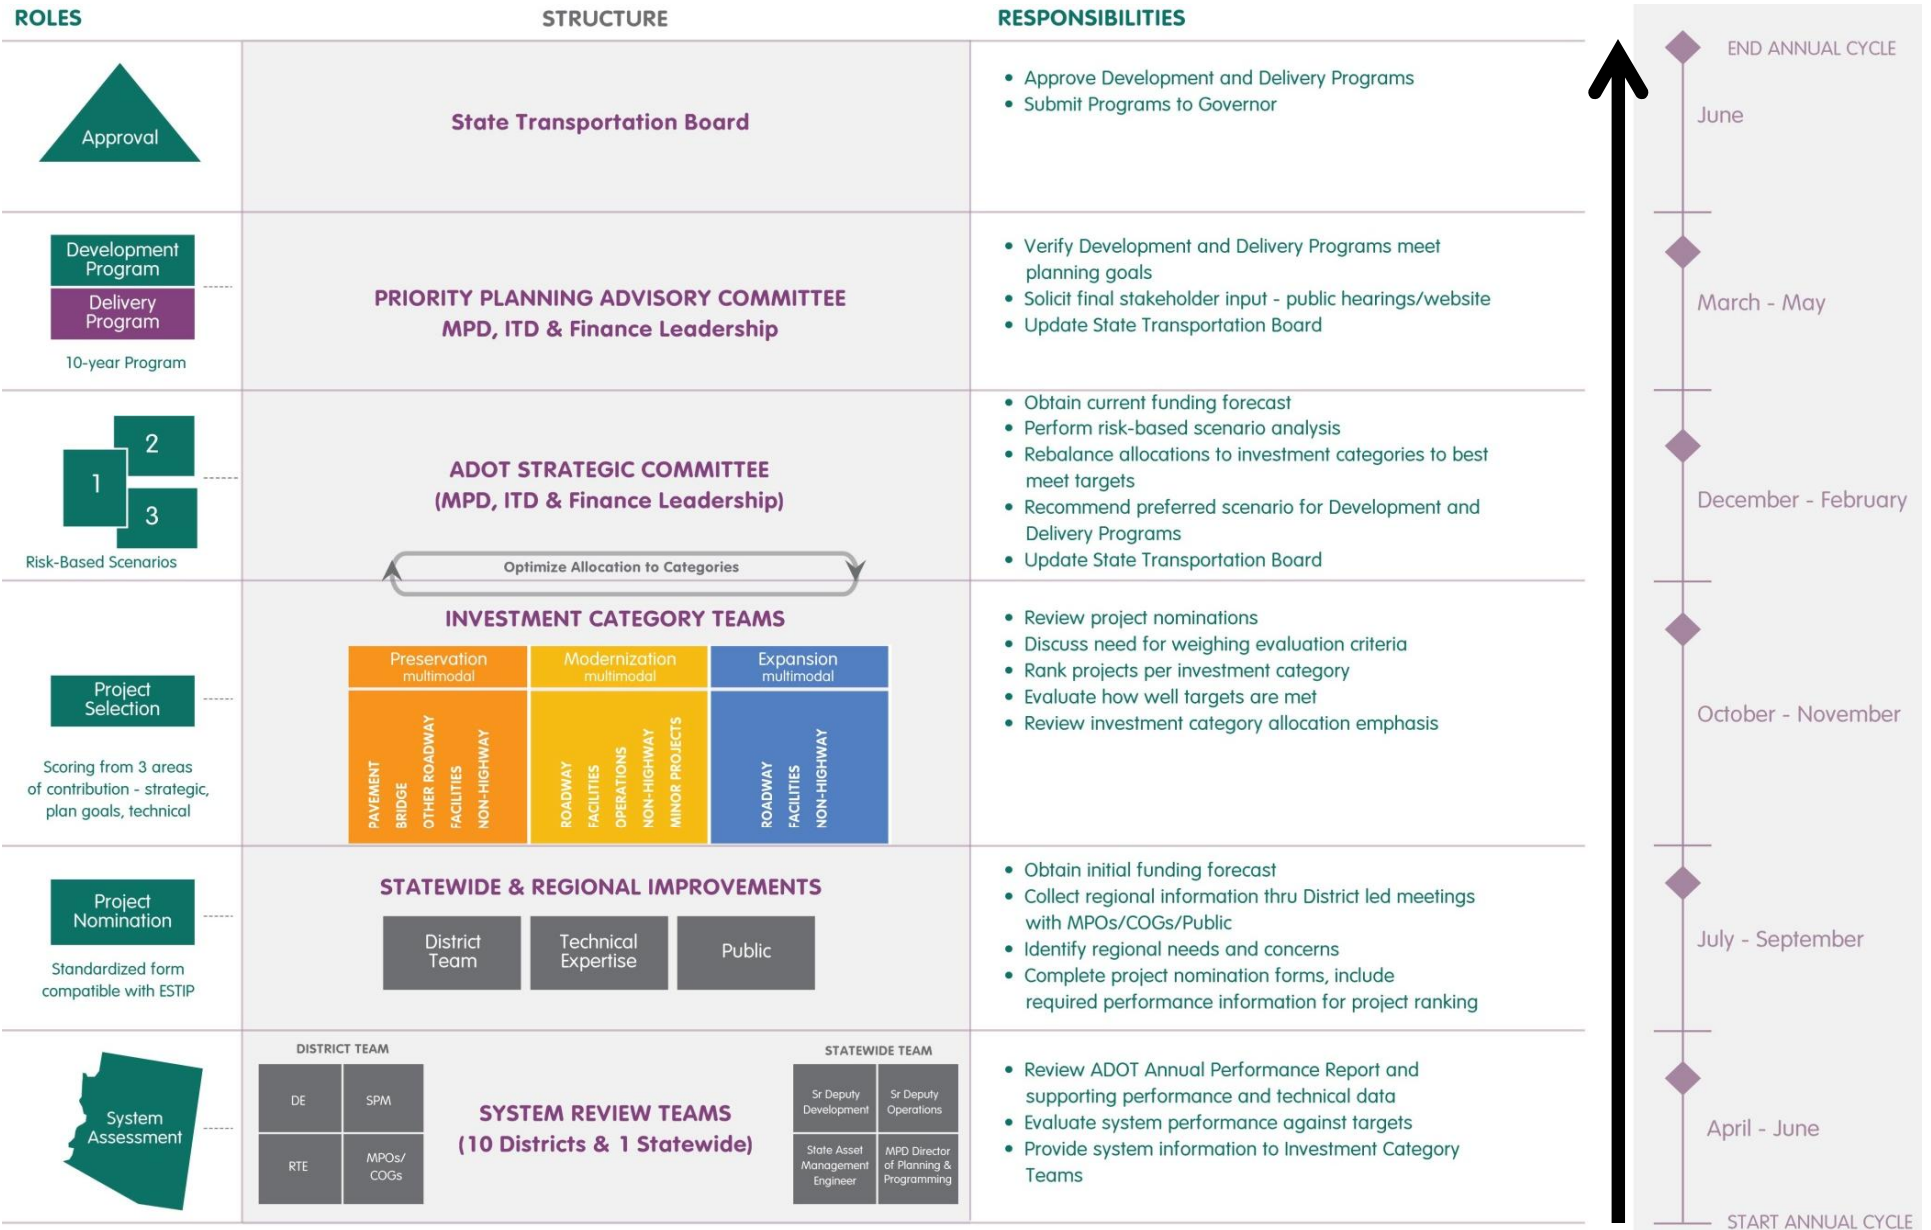 ROLES
STRUCTURE
RESPONSIBILITIES
END ANNUAL CYCLE
Approval
State Transportation Board
• Approve Development and Delivery Programs
• Submit Programs to Governor
June
Development
Program
Delivery
Program
10-year Program
PRIORITY PLANNING ADVISORY COMMITTEE
MPD, ITD & Finance Leadership
• Verify Development and Delivery Programs meet
planning goals
• Solicit final stakeholder input - public hearings/website
• Update State Transportation Board
March - May
2
1
3
Risk-Based Scenarios
ADOT STRATEGIC COMMITTEE
(MPD, ITD & Finance Leadership)
Optimize Allocation to Categories
• Obtain current funding forecast
• Perform risk-based scenario analysis
• Rebalance allocations to investment categories to best
meet targets
• Recommend preferred scenario for Development and
Delivery Programs
• Update State Transportation Board
December - February
Project
Selection
Scoring from 3 areas
of contribution - strategic,
plan goals, technical
INVESTMENT CATEGORY TEAMS
Preservation
multimodal
PAVEMENT
BRIDGE
OTHER ROADWAY
FACILITIES
NON-HIGHWAY
Modernization
multimodal
ROADWAY
FACILITIES
OPERATIONS
NON-HIGHWAY
MINOR PROJECTS
Expansion
multimodal
ROADWAY
FACILITIES
NON-HIGHWAY
• Review project nominations
• Discuss need for weighing evaluation criteria
• Rank projects per investment category
• Evaluate how well targets are met
• Review investment category allocation emphasis
October - November
Project
Nomination
Standardized form
compatible with ESTIP
STATEWIDE & REGIONAL IMPROVEMENTS
District
Team
Technical
Expertise
Public
• Obtain initial funding forecast
• Collect regional information thru District led meetings
with MPOs/COGs/Public
• Identify regional needs and concerns
• Complete project nomination forms, include
required performance information for project ranking
July - September
System
Assessment
DISTRICT TEAM
DE
SPM
RTE
MPOs/
COGs
SYSTEM REVIEW TEAMS
(10 Districts & 1 Statewide)
STATEWIDE TEAM
Sr Deputy
Development
Sr Deputy
Operations
State Asset
Management
Engineer
MPD Director
of Planning &
Programming
• Review ADOT Annual Performance Report and
supporting performance and technical data
• Evaluate system performance against targets
• Provide system information to Investment Category
Teams
April - June
START ANNUAL CYCLE